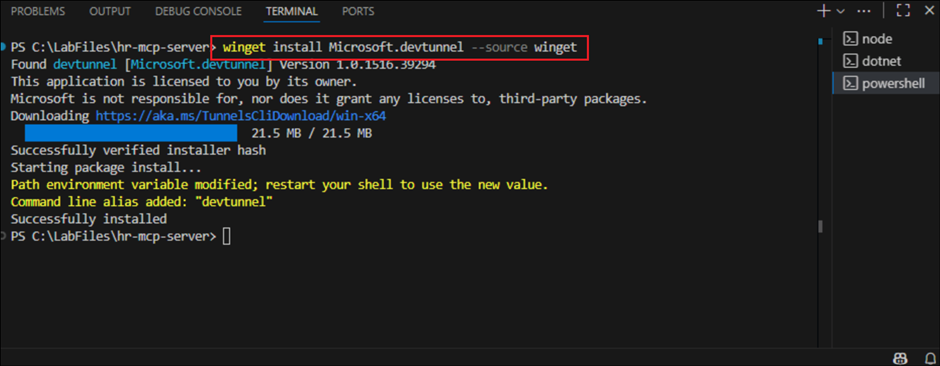 PROBLEMS OUTPUT DEBUG CONSOLE TERMINAL PORTS
PS C:\LabFiles\hr-mcp-server> winget install Microsoft.devtunnel --source winget
Found devtunnel [Microsoft.devtunnel] Version 1.0.1516.39294
This application is licensed to you by its owner.
Microsoft is not responsible for, nor does it grant any licenses to, third-party packages.
Downloading https://aka.ms/TunnelsCliDownload/win-x64
21.5 MB / 21.5 MB
Successfully verified installer hash
Starting package install...
Path environment variable modified; restart your shell to use the new value.
Command line alias added: "devtunnel"
Successfully installed
PS C:\LabFiles\hr-mcp-server>
node
dotnet
powershell